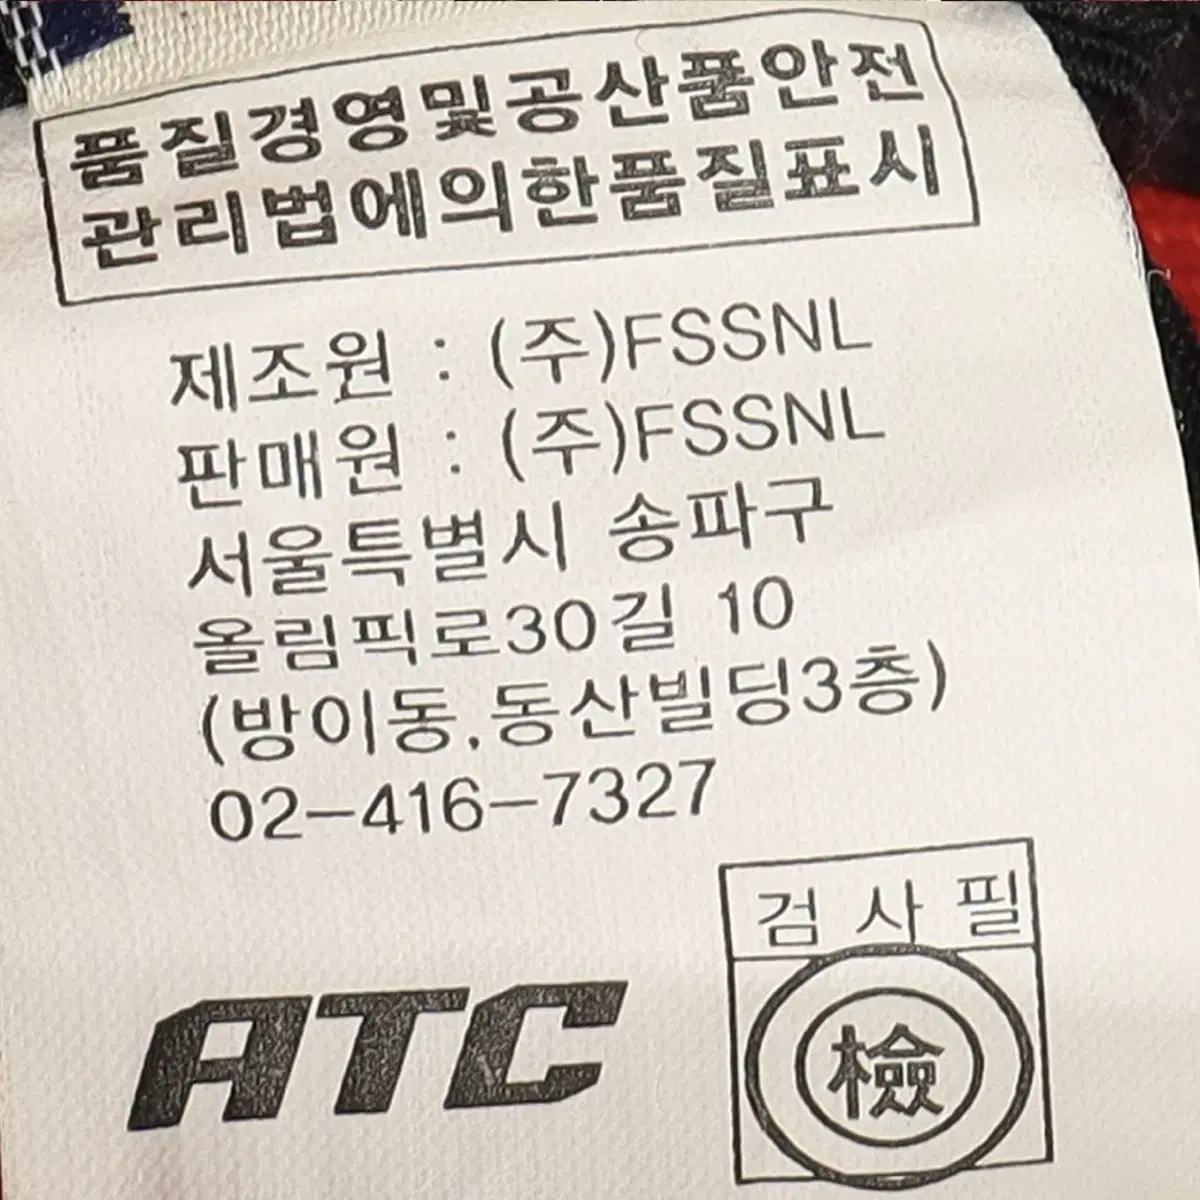 품질경영및공산품안전
관리법에의한품질표시
제조원 : (주)FSSNL
판매원 : (주)FSSNL
서울특별시 송파구
올림픽로30길 10
(방이동,동산빌딩3층)
02-416-7327
검사필
檢
ATC